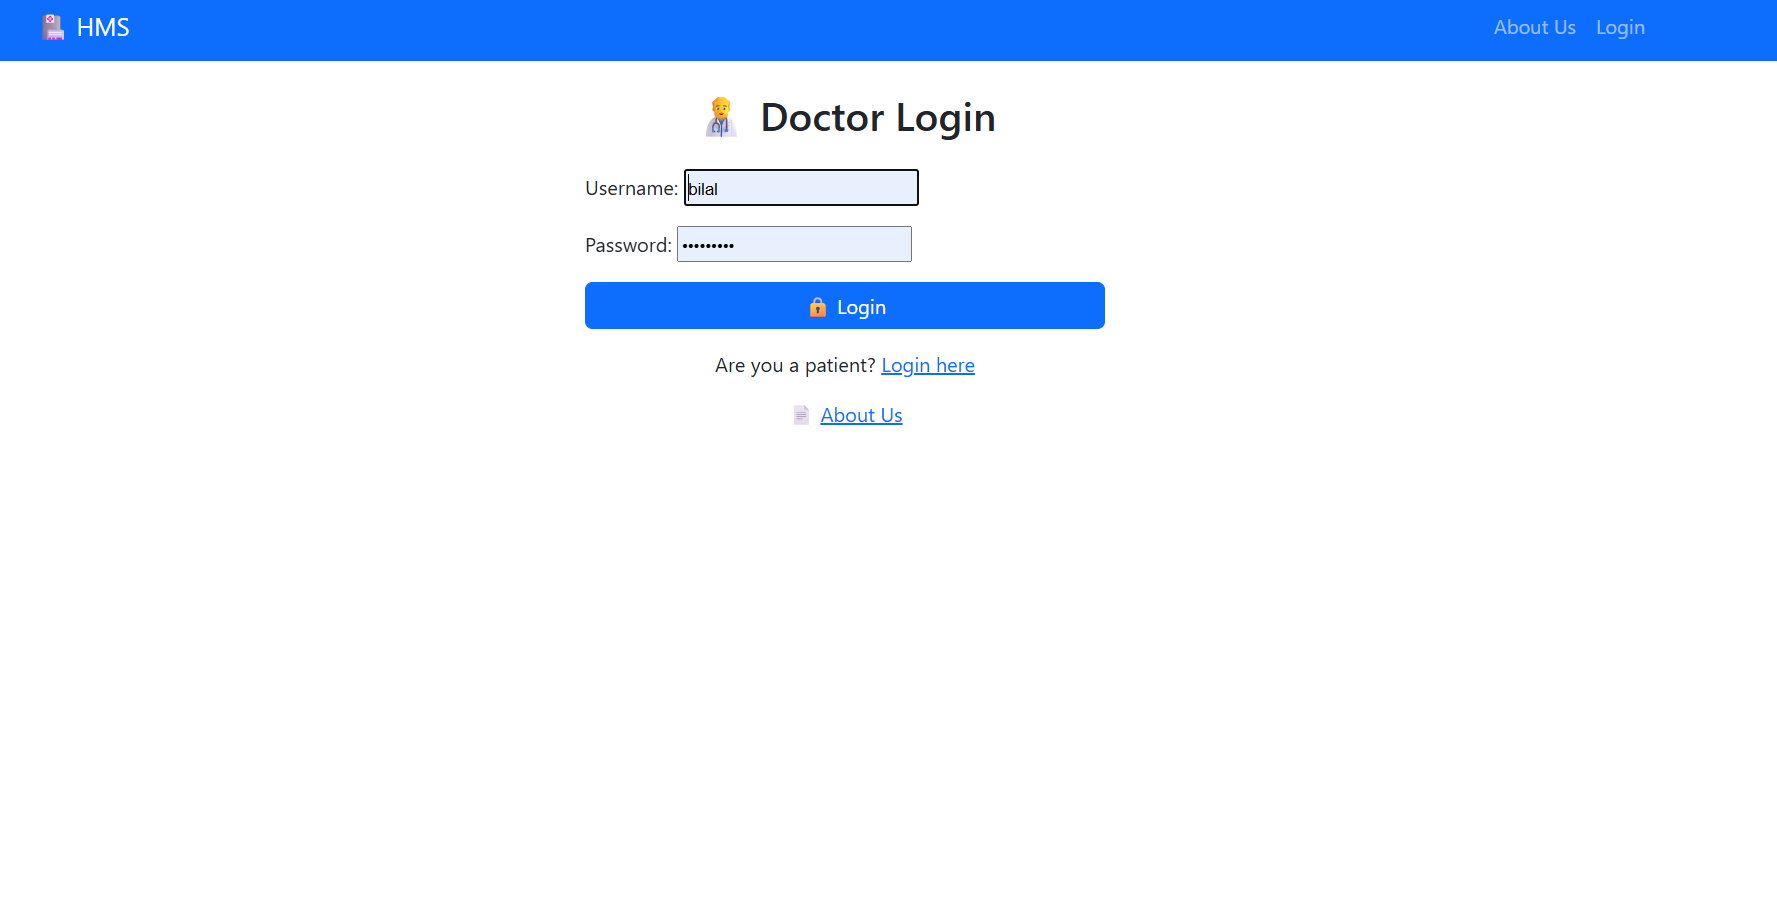 HMS
About Us Login
Doctor Login
Username: bilal
Password: •••••••••
Login
Are you a patient? Login here
About Us